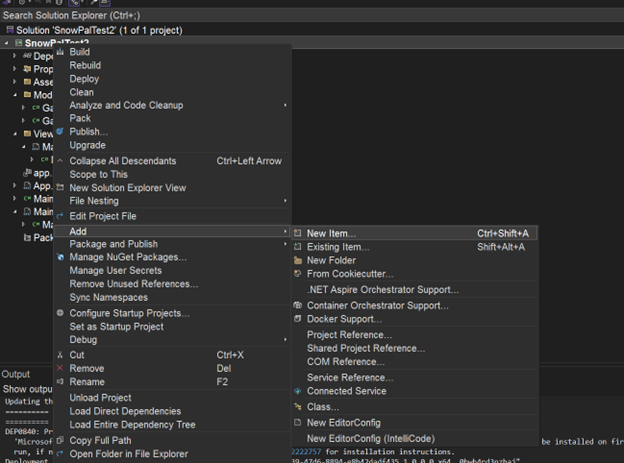 Search Solution Explorer (Ctrl+;)
Solution 'SnowPalTest2' (1 of 1 project)
SnowPalTest2
Build
Rebuild
Deploy
Clean
Analyze and Code Cleanup
Pack
Publish...
Upgrade
Collapse All Descendants Ctrl+Left Arrow
Scope to This
New Solution Explorer View
File Nesting
Edit Project File
Add
Package and Publish
Manage NuGet Packages...
Manage User Secrets
Remove Unused References...
Sync Namespaces
Configure Startup Projects...
Set as Startup Project
Debug
Cut Ctrl+X
Remove Del
Rename F2
Unload Project
Load Direct Dependencies
Load Entire Dependency Tree
Copy Full Path
Open Folder in File Explorer
New Item... Ctrl+Shift+A
Existing Item... Shift+Alt+A
New Folder
From Cookiecutter...
.NET Aspire Orchestrator Support...
Container Orchestrator Support...
Docker Support...
Project Reference...
Shared Project Reference...
COM Reference...
Service Reference...
Connected Service
Class...
New EditorConfig
New EditorConfig (IntelliCode)
Depe
Prop
Asse
Mod
Ga
Ga
View
Ma
app.
App.
Main
Main
Ma
Pack
Output
Show outpu
Updating th
==========
==========
DEP0840: Pr
'Microsof
be installed on fir
run, if n
2222757 for installation instructions.
Deployment